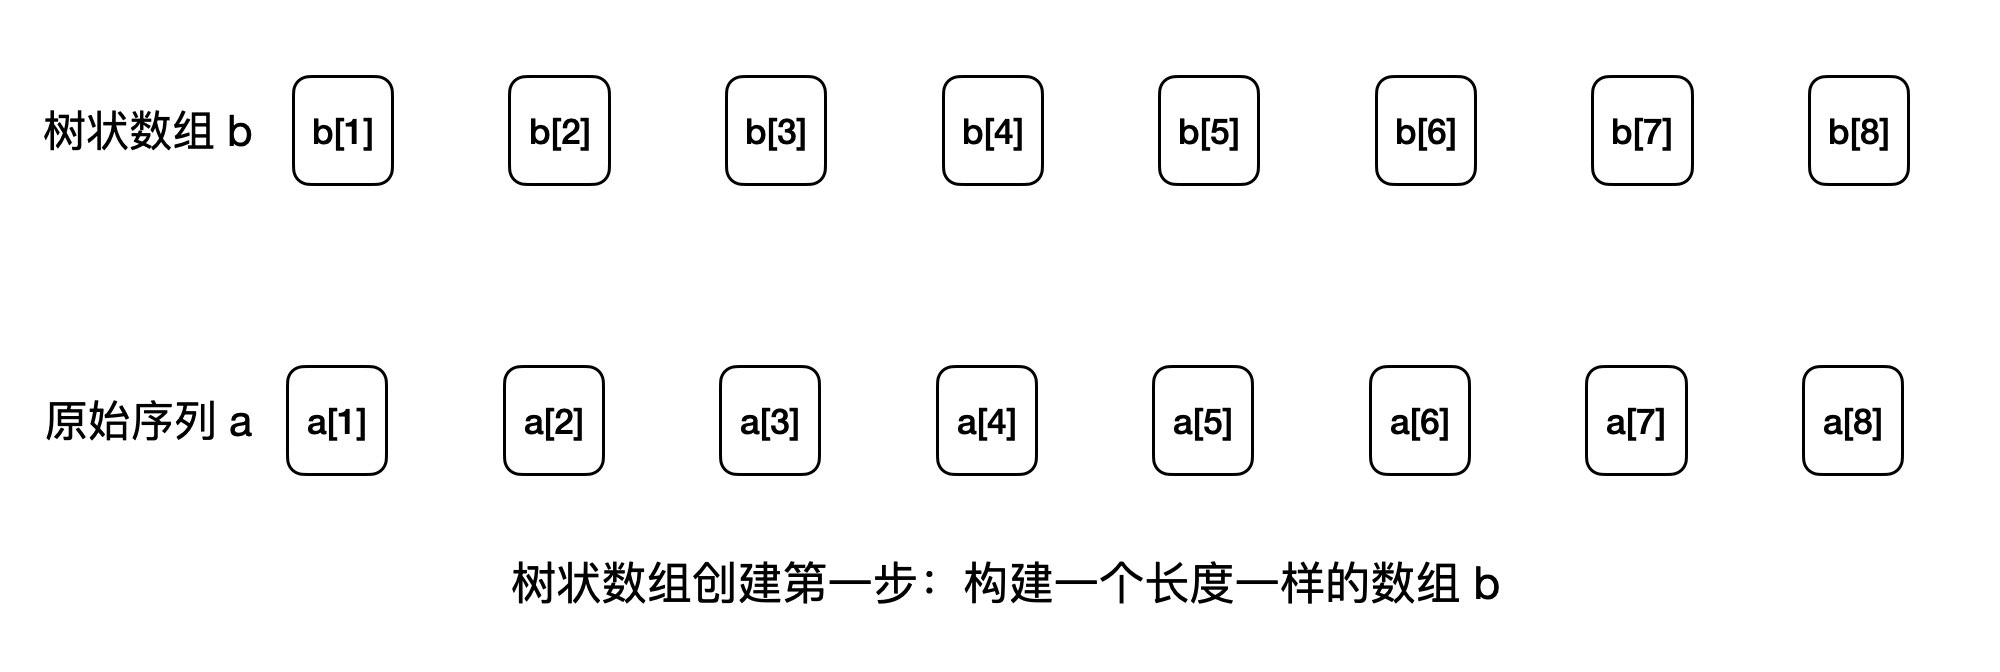 树状数组 b b[1] b[2] b[3] b[4] b[5] b[6] b[7] b[8]
原始序列 a a[1] a[2] a[3] a[4] a[5] a[6] a[7] a[8]
树状数组创建第一步：构建一个长度一样的数组 b